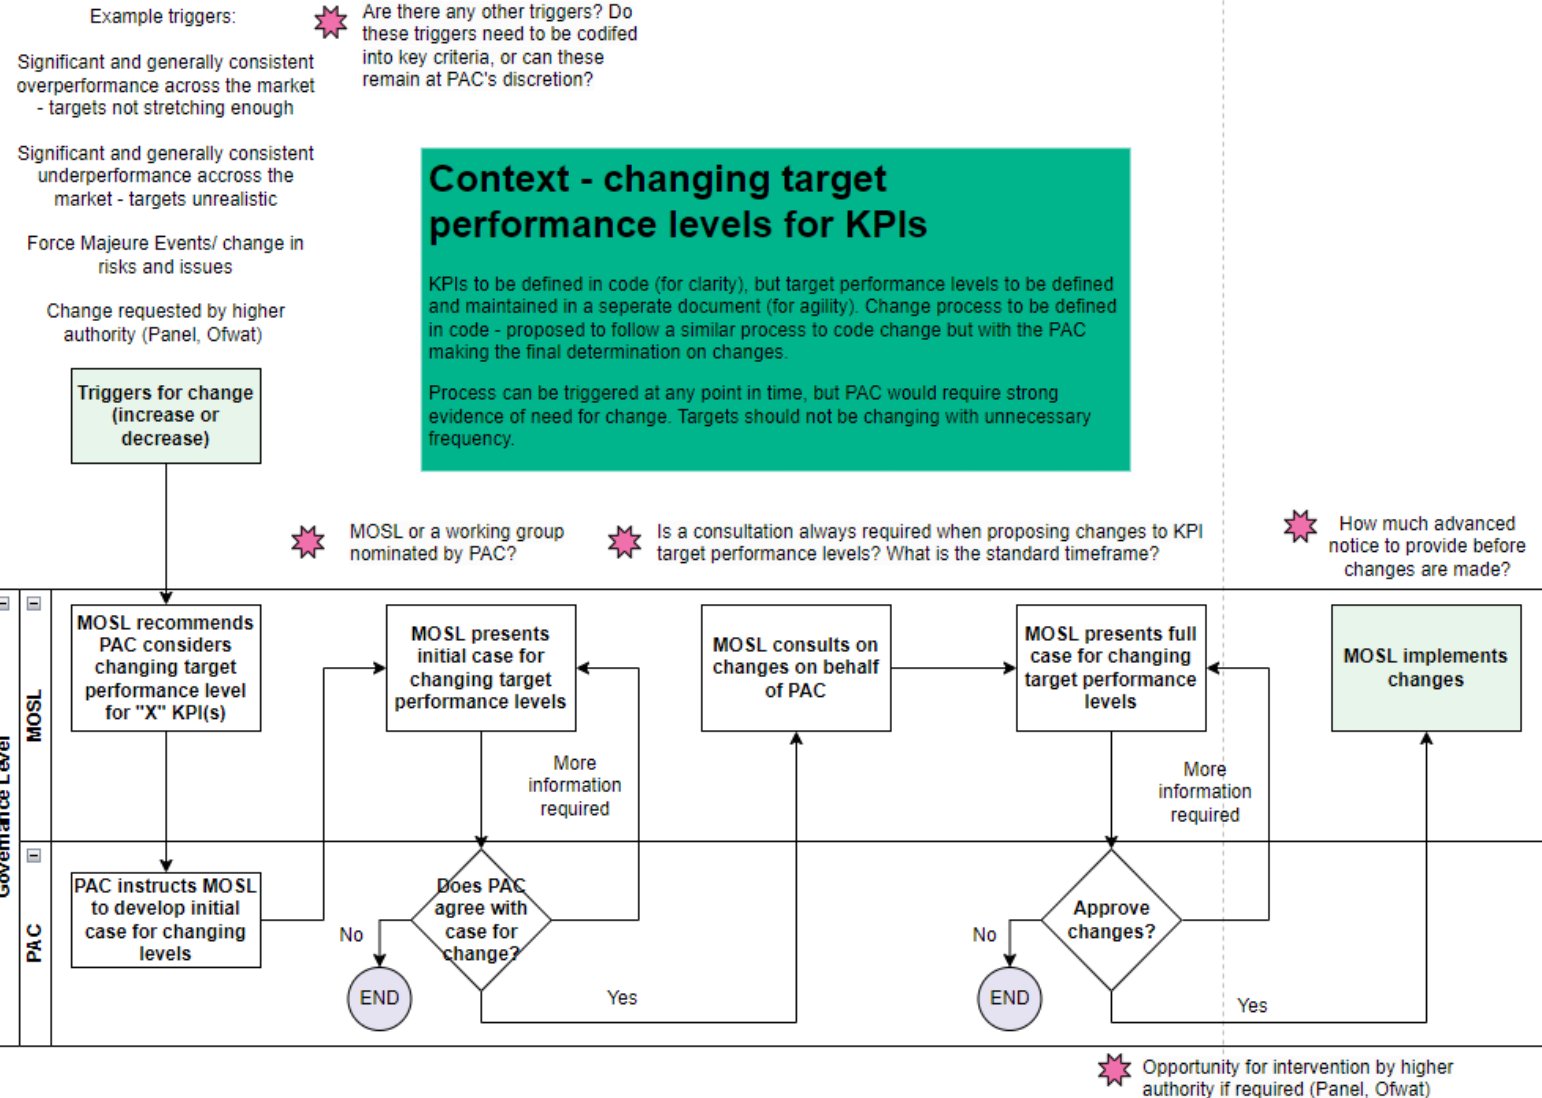 Example triggers:
Significant and generally consistent
overperformance across the market
- targets not stretching enough
Significant and generally consistent
underperformance accross the
market - targets unrealistic
Force Majeure Events/ change in
risks and issues
Change requested by higher
authority (Panel, Ofwat)
Are there any other triggers? Do
these triggers need to be codifed
into key criteria, or can these
remain at PAC's discretion?
Context - changing target
performance levels for KPIs
KPIs to be defined in code (for clarity), but target performance levels to be defined
and maintained in a seperate document (for agility). Change process to be defined
in code - proposed to follow a similar process to code change but with the PAC
making the final determination on changes.
Process can be triggered at any point in time, but PAC would require strong
evidence of need for change. Targets should not be changing with unnecessary
frequency.
Triggers for change
(increase or
decrease)
MOSL or a working group
nominated by PAC?
Is a consultation always required when proposing changes to KPI
target performance levels? What is the standard timeframe?
How much advanced
notice to provide before
changes are made?
Governance Level
MOSL
MOSL recommends
PAC considers
changing target
performance level
for "X" KPI(s)
MOSL presents
initial case for
changing target
performance levels
MOSL consults on
changes on behalf
of PAC
MOSL presents full
case for changing
target performance
levels
MOSL implements
changes
More
information
required
More
information
required
PAC
PAC instructs MOSL
to develop initial
case for changing
levels
Does PAC
agree with
case for
change?
No
END
Yes
Approve
changes?
No
END
Yes
Opportunity for intervention by higher
authority if required (Panel, Ofwat)